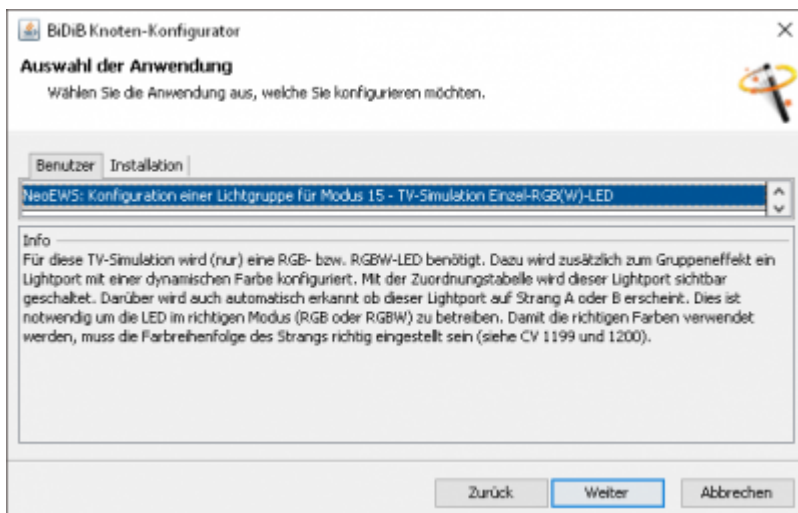 BiDiB Knoten-Konfigurator
Auswahl der Anwendung
Wählen Sie die Anwendung aus, welche Sie konfigurieren möchten.
Benutzer Installation
NeoEWS: Konfiguration einer Lichtgruppe für Modus 15 - TV-Simulation Einzel-RGB(W)-LED
Info
Für diese TV-Simulation wird (nur) eine RGB- bzw. RGBW-LED benötigt. Dazu wird zusätzlich zum Gruppeneffekt ein
Lightport mit einer dynamischen Farbe konfiguriert. Mit der Zuordnungstabelle wird dieser Lightport sichtbar
geschaltet. Darüber wird auch automatisch erkannt ob dieser Lightport auf Strang A oder B erscheint. Dies ist
notwendig um die LED im richtigen Modus (RGB oder RGBW) zu betreiben. Damit die richtigen Farben verwendet
werden, muss die Farbreihenfolge des Strangs richtig eingestellt sein (siehe CV 1199 und 1200).
Zurück Weiter Abbrechen